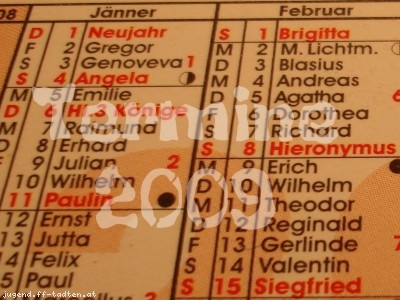 08 Jänner Februar
D 1 Neujahr S 1 Brigitta
F 2 Gregor M 2 M. Lichtm.
S 3 Genoveva 1 D 3 Blasius
S 4 Angela M 4 Andreas
M 5 Emilie D 5 Agatha 6
D 6 Hl. 3 Könige F 6 Dorothea
M 7 Raimund S 7 Richard
D 8 Erhard S 8 Hieronymus
F 9 Julian 2 M 9 Erich
10 Wilhelm D 10 Wilhelm
11 Paulin M 11 Theodor
12 Ernst D 12 Reginald
13 Jutta F 13 Gerlinde 7
14 Felix S 14 Valentin
15 Paul S 15 Siegfried
Termine
2009
jugend.ff-tadten.at